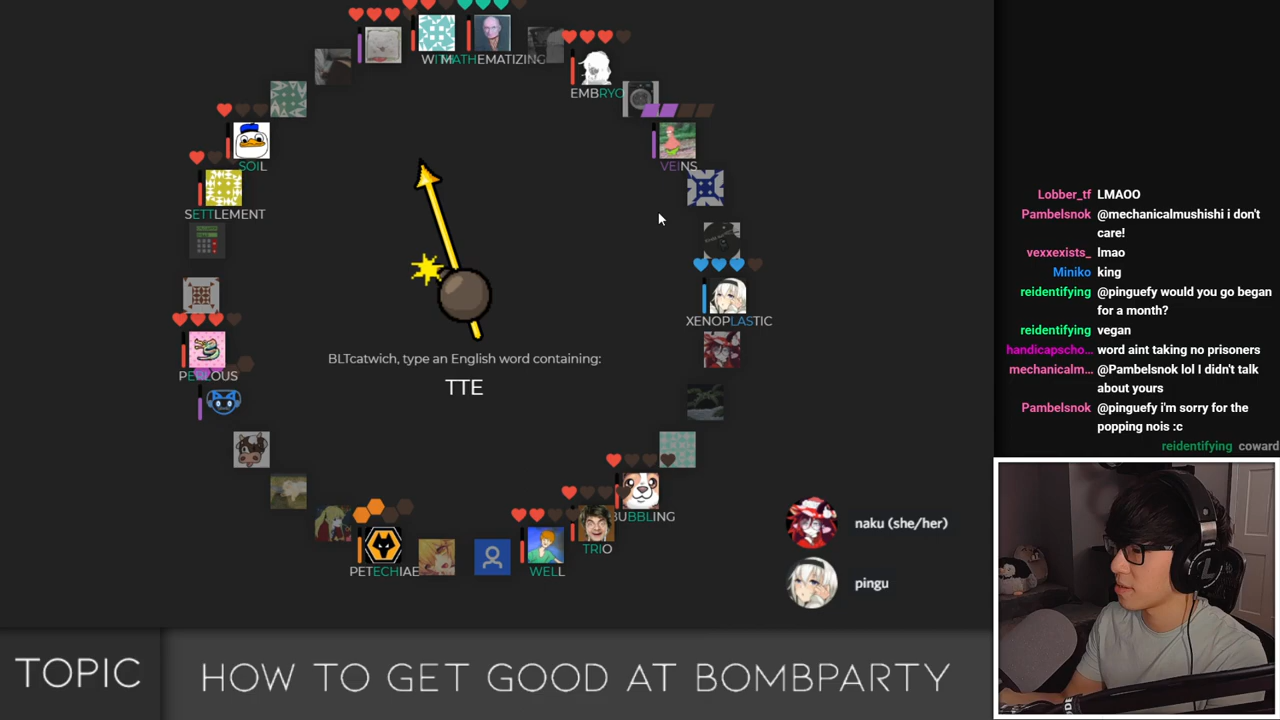 WITH
MATHEMATIZING
EMBRYO
SOIL
VEINS
SETTLEMENT
XENOPLASTIC
BLTcatwich, type an English word containing:
TTE
BUBBLING
TRIO
PETECHIAE
WELL
naku (she/her)
pingu
TOPIC
HOW TO GET GOOD AT BOMBPARTY
Lobber_tf LMAOO
Pambelsnok @mechanicalmushishi i don't
care!
vexxexists_ lmao
Miniko king
reidentifying @pinguefy would you go began
for a month?
reidentifying vegan
handicapscho... word aint taking no prisoners
mechanicalm... @Pambelsnok lol I didn't talk
about yours
Pambelsnok @pinguefy i'm sorry for the
popping nois :c
reidentifying coward